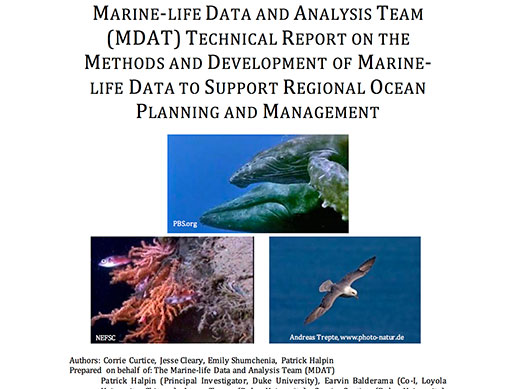 MARINE-LIFE DATA AND ANALYSIS TEAM
(MDAT) TECHNICAL REPORT ON THE
METHODS AND DEVELOPMENT OF MARINE-
LIFE DATA TO SUPPORT REGIONAL OCEAN
PLANNING AND MANAGEMENT
PBS.org
NEFSC
Andreas Trepte, www.photo-natur.de
Authors: Corrie Curtice, Jesse Cleary, Emily Shumchenia, Patrick Halpin
Prepared on behalf of: The Marine-life Data and Analysis Team (MDAT)
Patrick Halpin (Principal Investigator, Duke University), Earvin Balderama (Co-I, Loyola